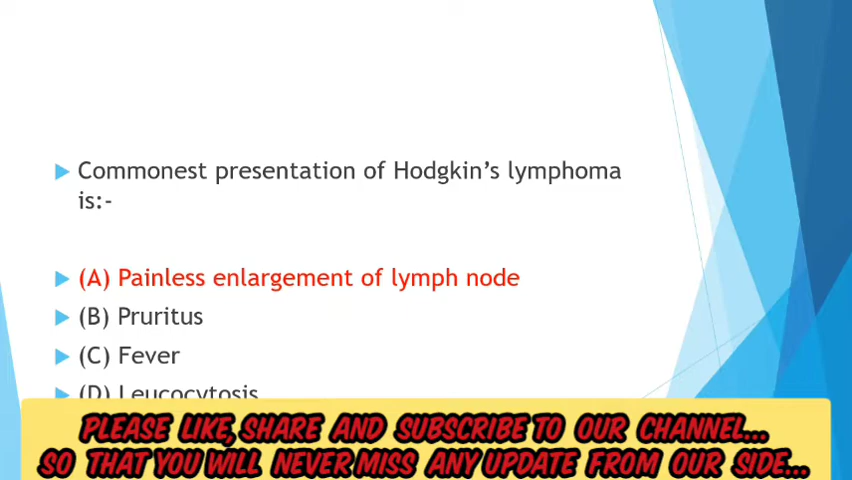 Commonest presentation of Hodgkin's lymphoma
is:-
(A) Painless enlargement of lymph node
(B) Pruritus
(C) Fever
(D) Leucocytosis
PLEASE LIKE, SHARE AND SUBSCRIBE TO OUR CHANNEL...
SO THAT YOU WILL NEVER MISS ANY UPDATE FROM OUR SIDE...